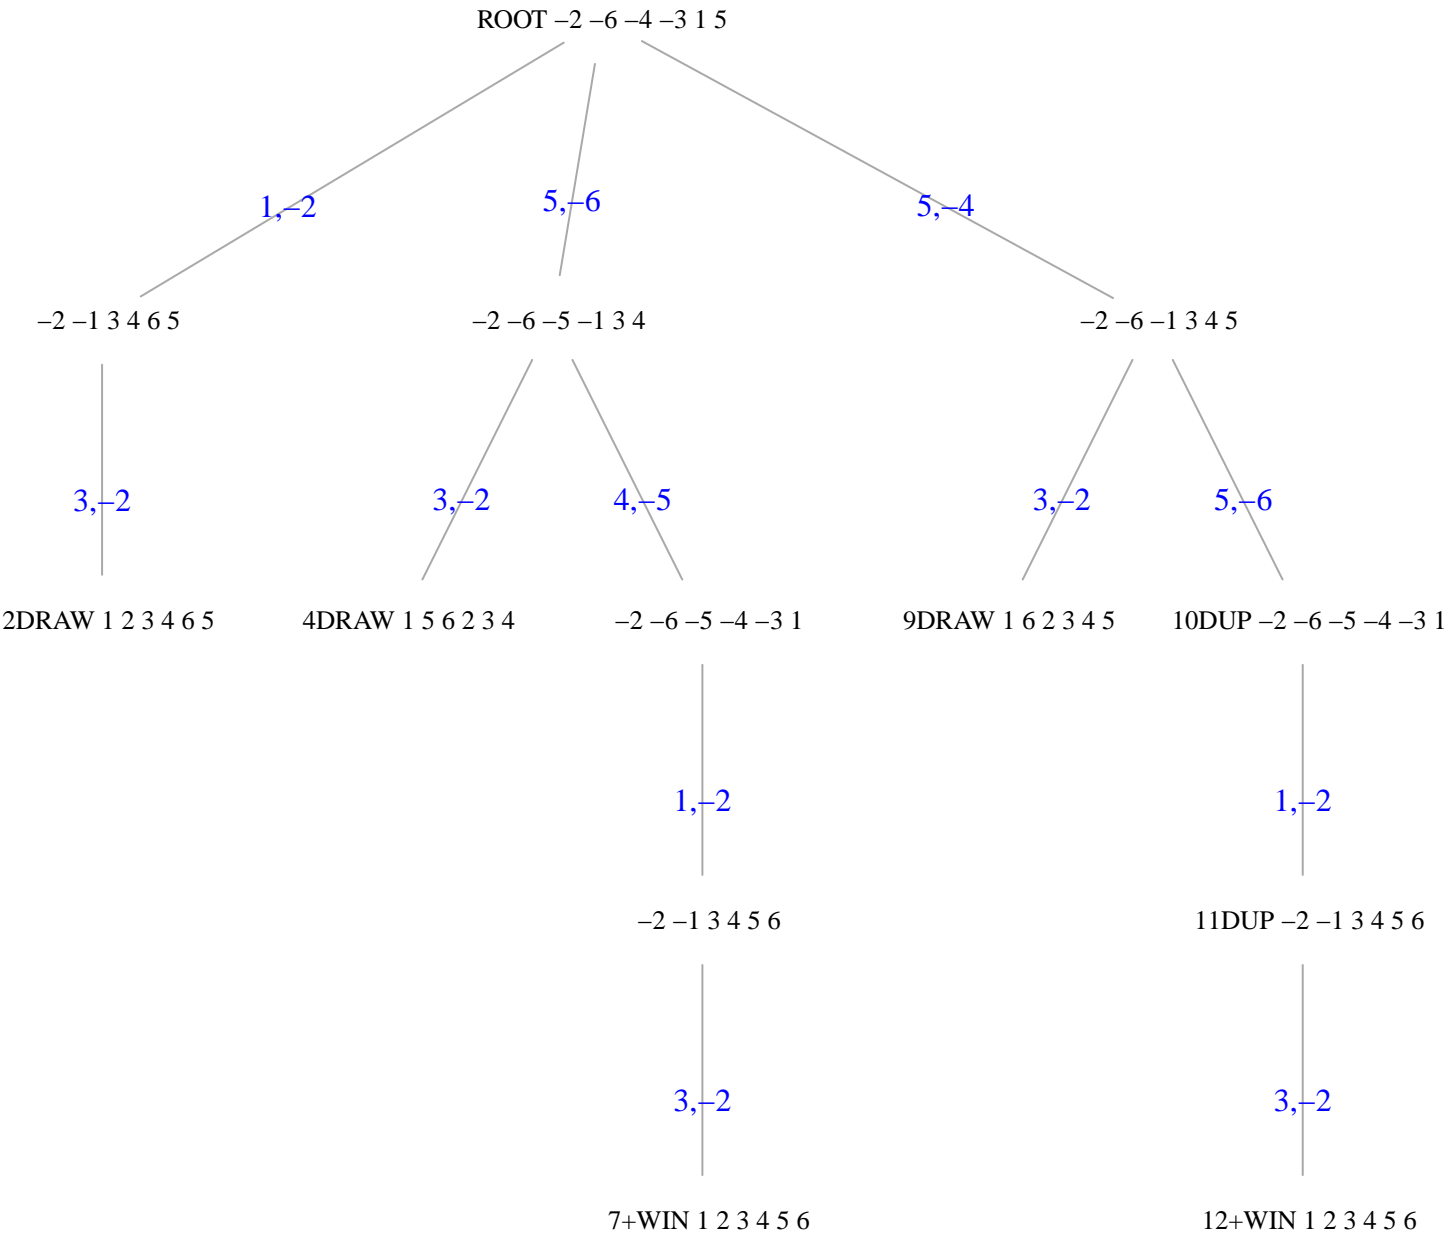 ROOT –2 –6 –4 –3 1 5
1,–2
5,–6
5,–4
–2 –1 3 4 6 5
–2 –6 –5 –1 3 4
–2 –6 –1 3 4 5
3,–2
3,–2
4,–5
3,–2
5,–6
2DRAW 1 2 3 4 6 5
4DRAW 1 5 6 2 3 4
–2 –6 –5 –4 –3 1
9DRAW 1 6 2 3 4 5
10DUP –2 –6 –5 –4 –3 1
1,–2
1,–2
–2 –1 3 4 5 6
11DUP –2 –1 3 4 5 6
3,–2
3,–2
7+WIN 1 2 3 4 5 6
12+WIN 1 2 3 4 5 6